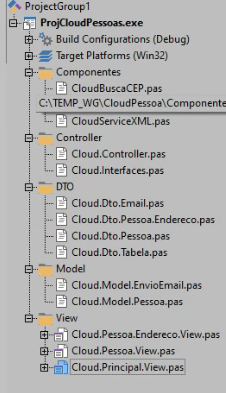 ProjectGroup1
ProjCloudPessoas.exe
Build Configurations (Debug)
Target Platforms (Win32)
Componentes
CloudBuscaCEP.pas
C:\TEMP_WG\CloudPessoa\Componente
CloudServiceXML.pas
Controller
Cloud.Controller.pas
Cloud.Interfaces.pas
DTO
Cloud.Dto.Email.pas
Cloud.Dto.Pessoa.Endereco.pas
Cloud.Dto.Pessoa.pas
Cloud.Dto.Tabela.pas
Model
Cloud.Model.EnvioEmail.pas
Cloud.Model.Pessoa.pas
View
Cloud.Pessoa.Endereco.View.pas
Cloud.Pessoa.View.pas
Cloud.Principal.View.pas